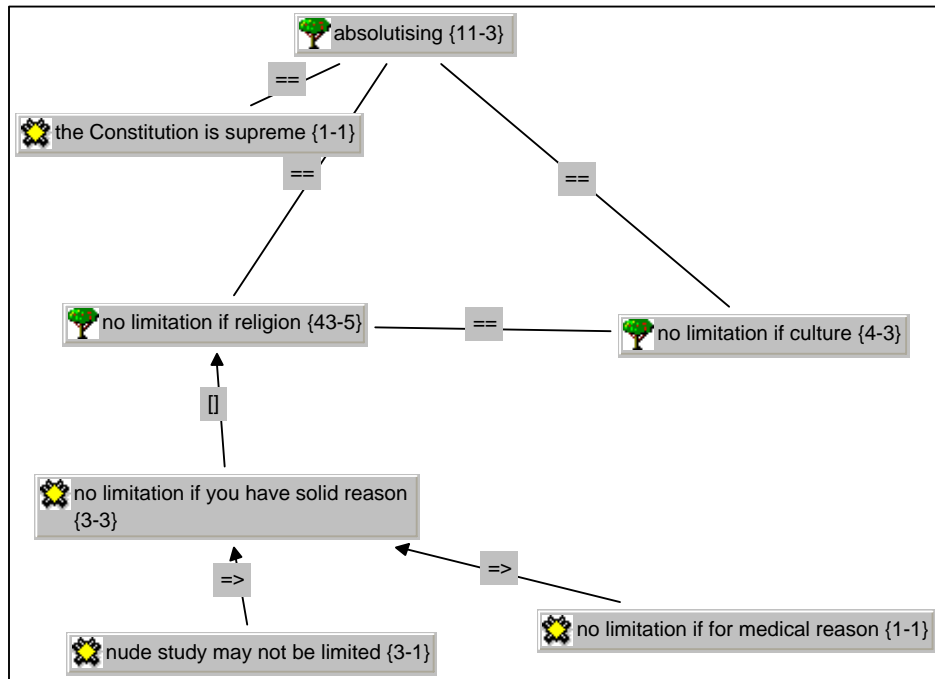 absolutising {11-3}
==
the Constitution is supreme {1-1}
==
==
no limitation if religion {43-5}
==
no limitation if culture {4-3}
[]
no limitation if you have solid reason
{3-3}
=>
=>
no limitation if for medical reason {1-1}
nude study may not be limited {3-1}